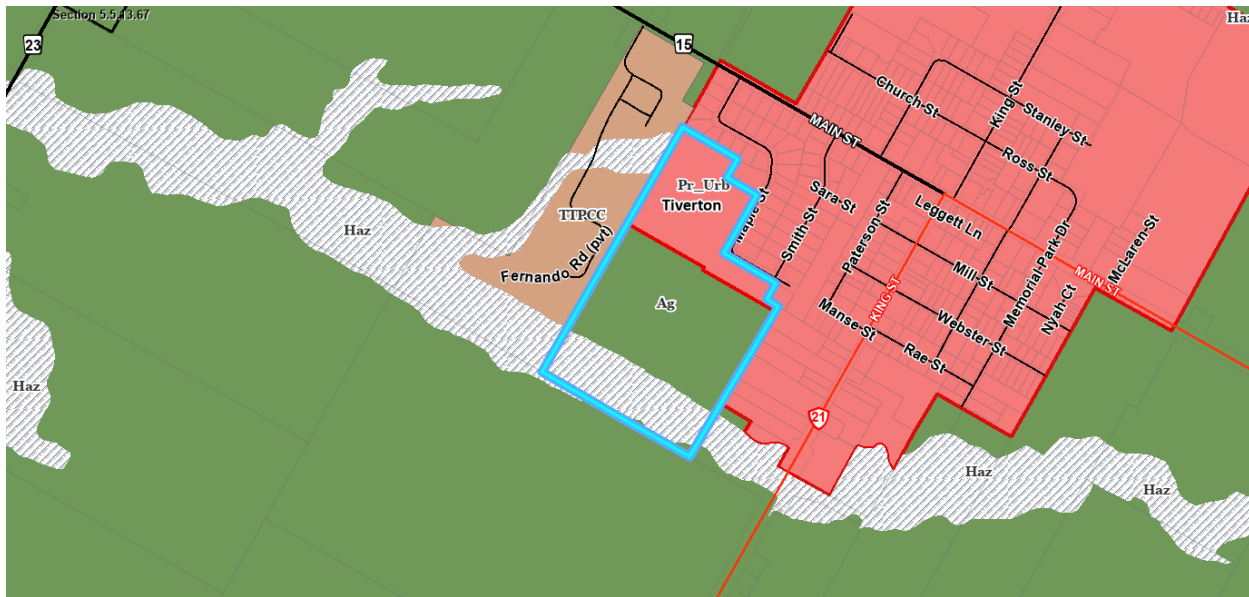 Section 5.5.13.67
Haz
23
15
Church St
King St
Stanley St
MAIN ST
Ross St
Pr_Urb
Tiverton
Maple St
Sara St
Smith St
Paterson St
Leggett Ln
McLaren St
TTPCC
Haz
Fernando Rd (pvt)
Mill St
Memorial Park Dr
MAIN ST
Ag
KING ST
Manse St
Webster St
Nyah Ct
Rae St
Haz
21
Haz
Haz